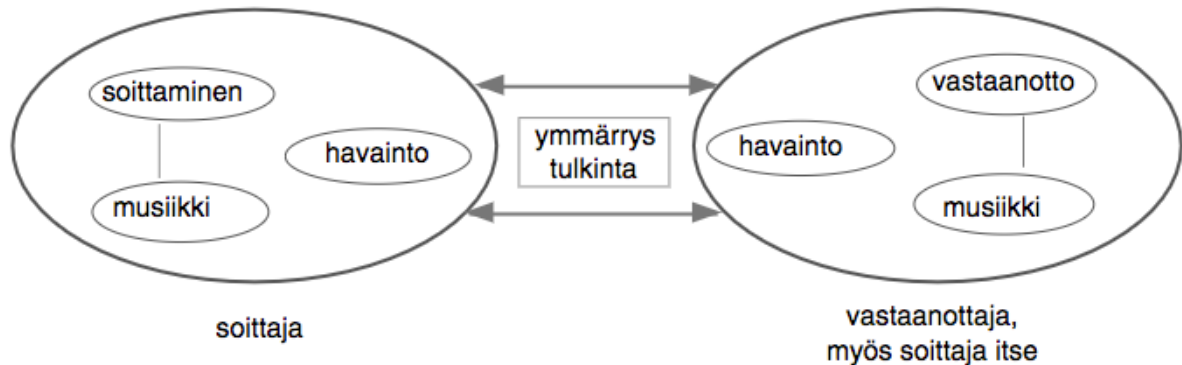 soittaminen
havainto
musiikki
ymmärrys
tulkinta
vastaanotto
havainto
musiikki
soittaja
vastaanottaja,
myös soittaja itse